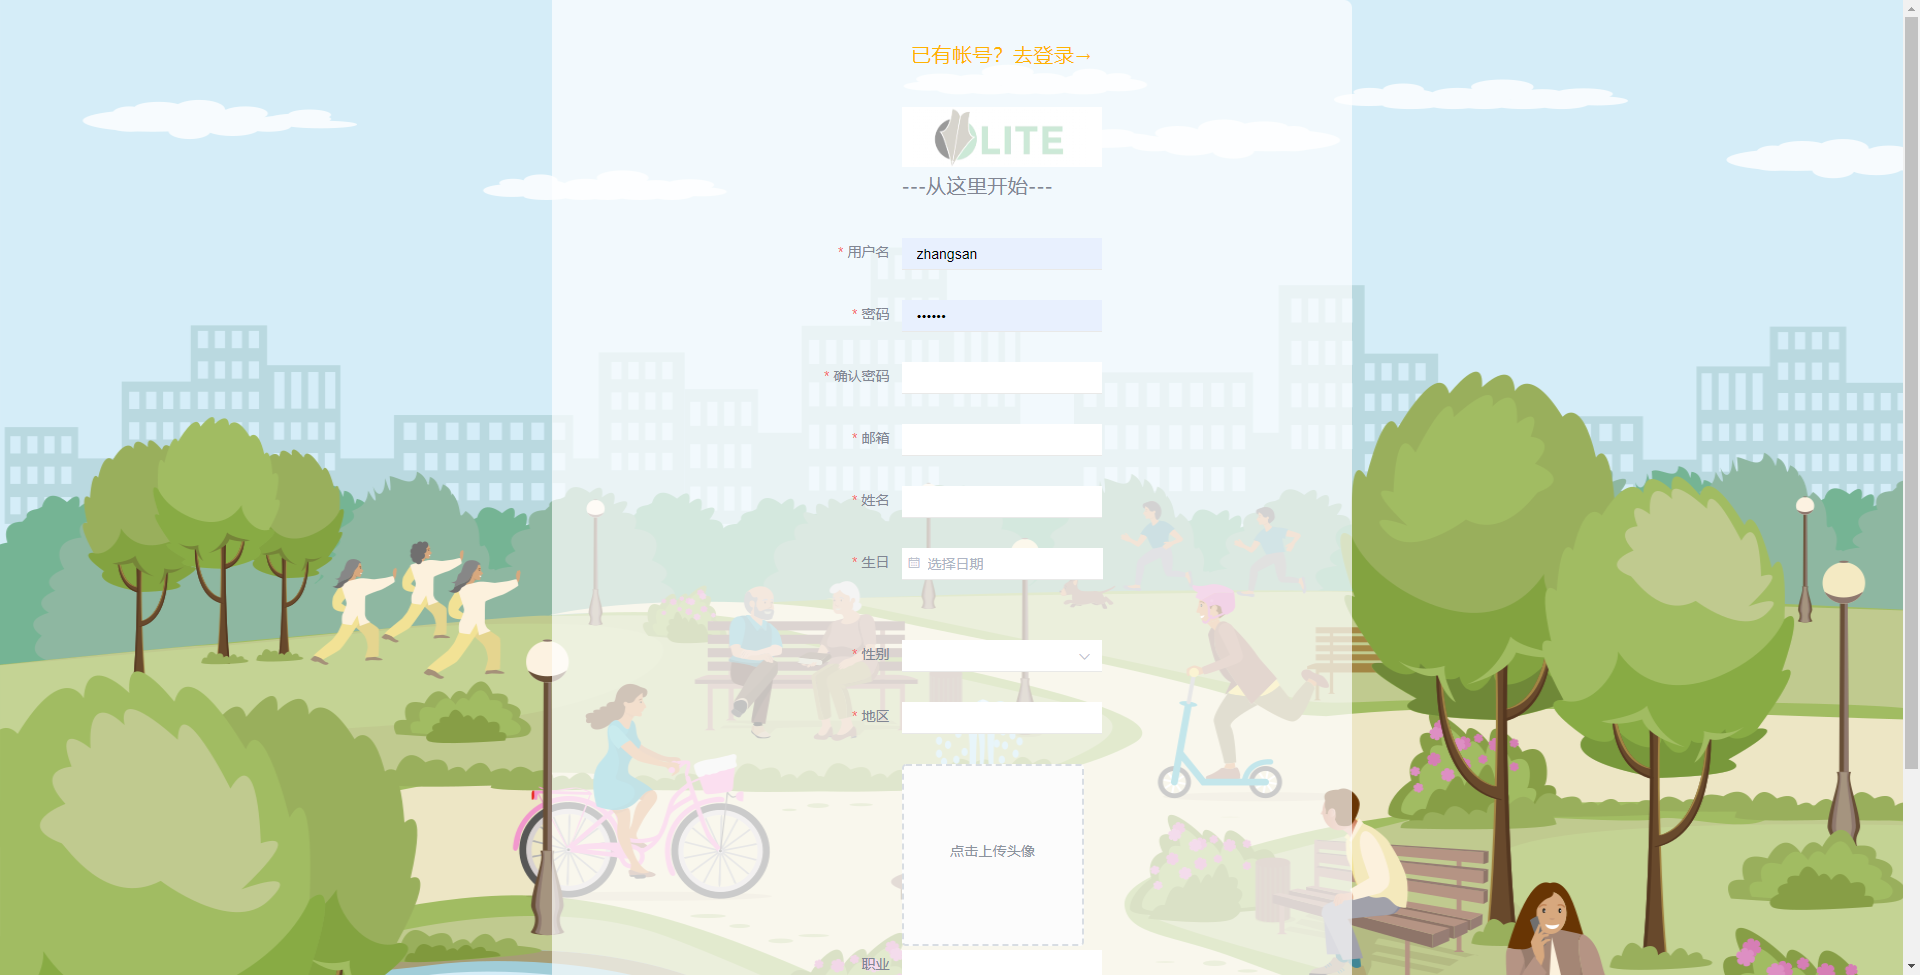 已有帐号？去登录→
LITE
---从这里开始---
* 用户名 zhangsan
* 密码 ••••••
* 确认密码
* 邮箱
* 姓名
* 生日 选择日期
* 性别
* 地区
点击上传头像
职业